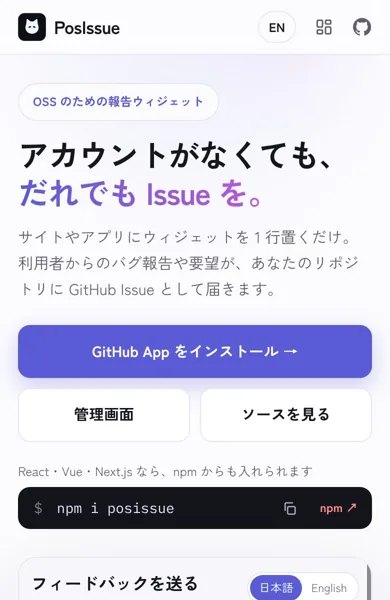 PosIssue
EN
OSS のための報告ウィジェット
アカウントがなくても、
だれでも Issue を。
サイトやアプリにウィジェットを 1 行置くだけ。
利用者からのバグ報告や要望が、あなたのリポジ
トリに GitHub Issue として届きます。
GitHub App をインストール →
管理画面
ソースを見る
React・Vue・Next.js なら、npm からも入れられます
$ npm i posissue
npm ↗
フィードバックを送る
日本語
English